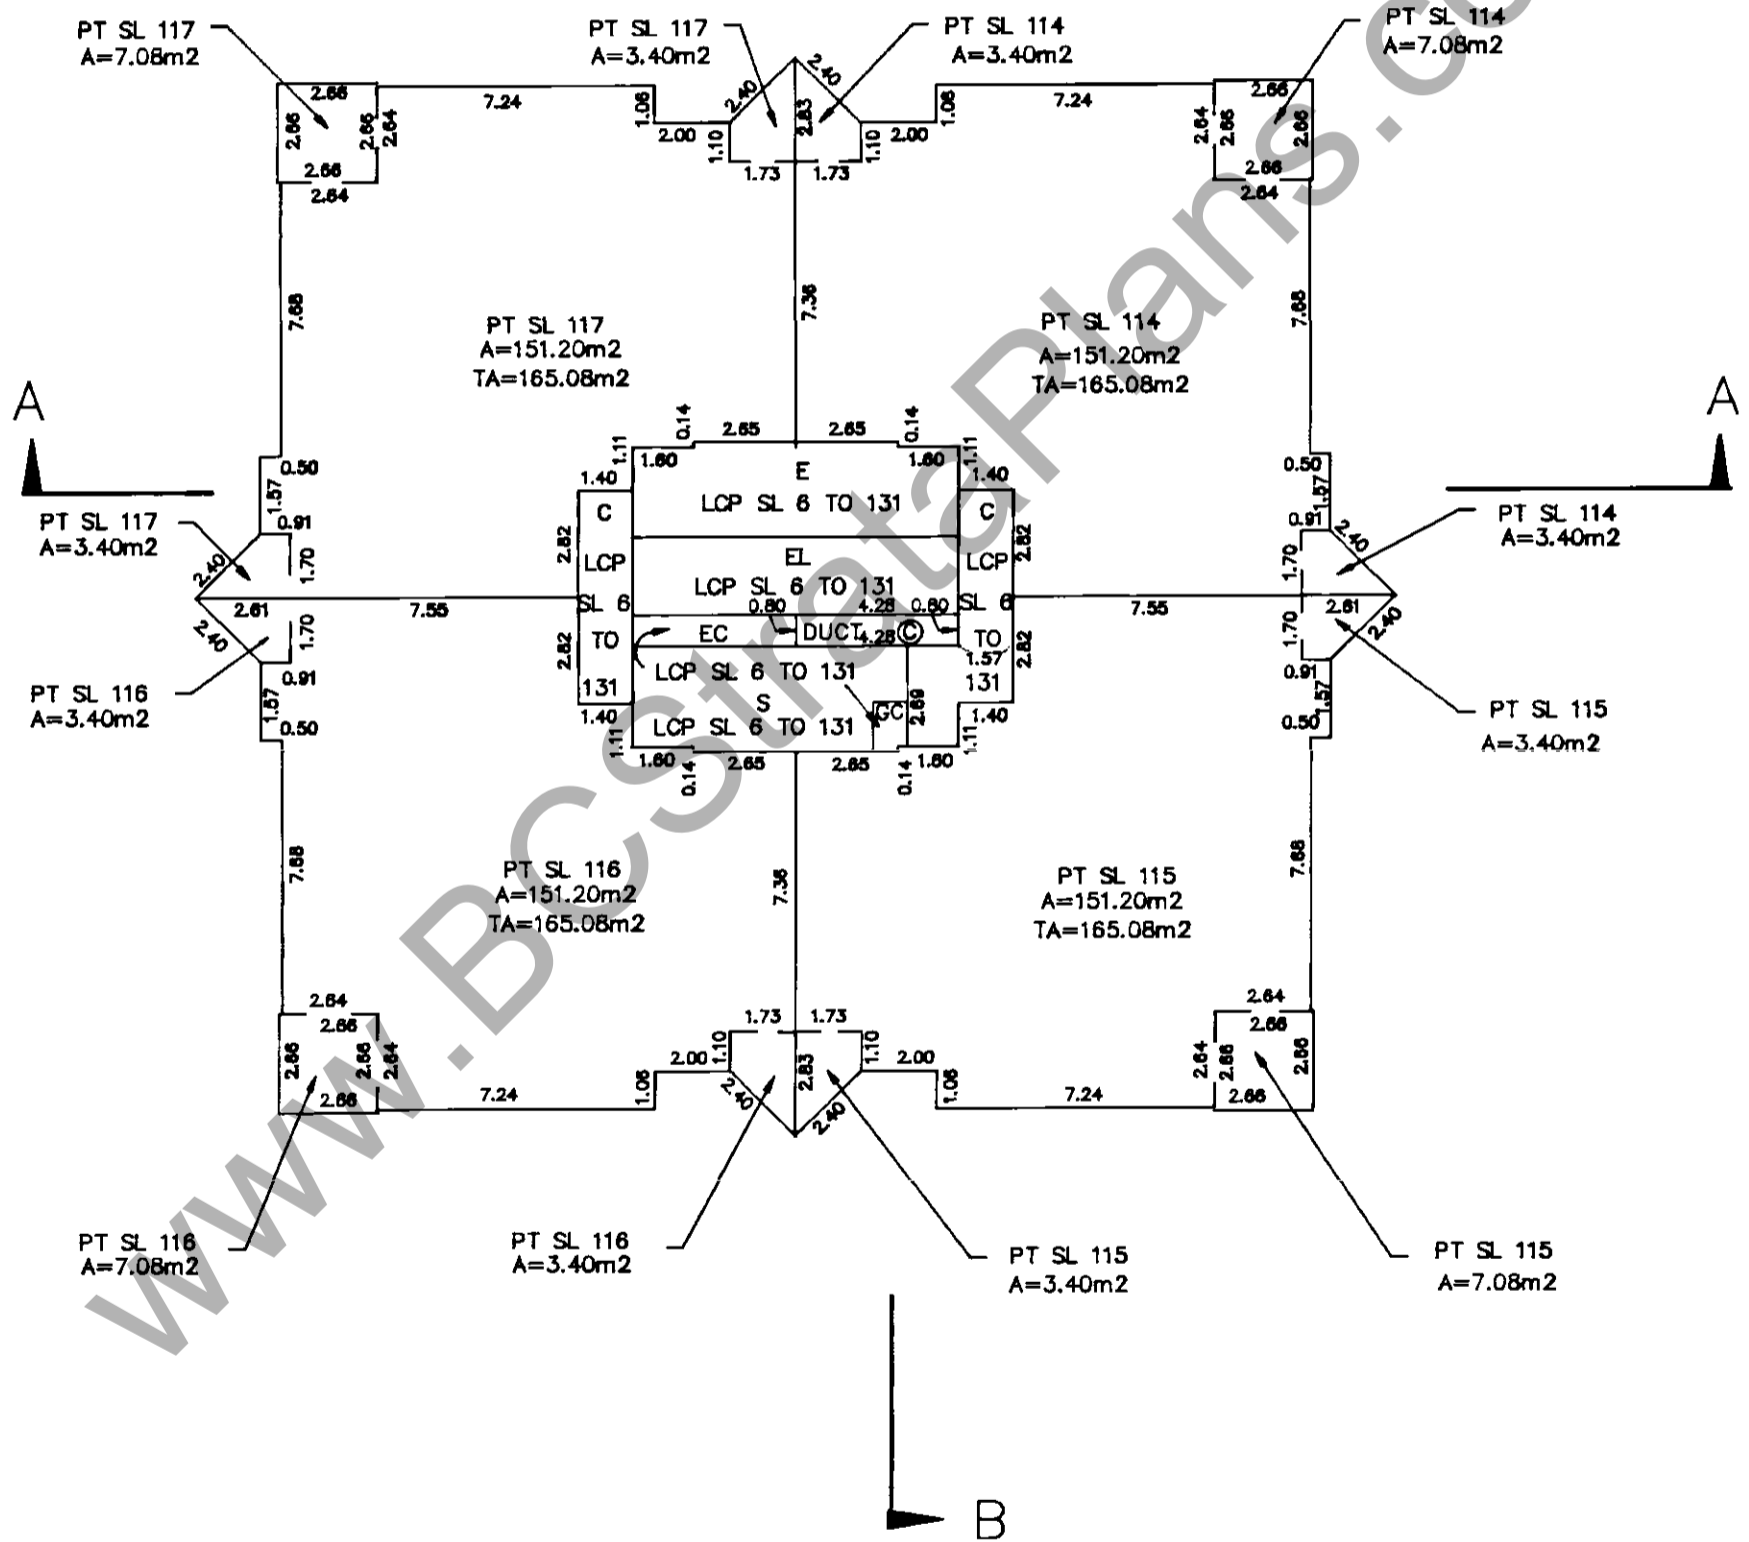 PT SL 117
A=7.08m2
PT SL 117
A=3.40m2
PT SL 114
A=3.40m2
PT SL 114
A=7.08m2
2.66
2.66
2.66
2.64
2.66
2.64
7.24
1.06
2.00
1.10
2.40
2.83
2.40
1.73
1.73
1.10
2.00
1.06
7.24
2.64
2.66
2.66
2.66
2.66
2.64
7.68
7.36
7.68
PT SL 117
A=151.20m2
TA=165.08m2
PT SL 114
A=151.20m2
TA=165.08m2
A
A
0.50
1.57
0.91
1.70
2.40
PT SL 117
A=3.40m2
2.61
7.55
2.40
1.70
0.91
1.57
0.50
PT SL 116
A=3.40m2
0.14
2.65
2.65
0.14
1.11
1.60
1.60
1.11
1.40
1.40
E
LCP SL 6 TO 131
C
LCP
SL 6
TO
131
2.82
2.82
EL
LCP SL 6 TO 131
0.80
4.28
0.80
EC
DUCT
4.28
C
LCP SL 6 TO 131
S
LCP SL 6 TO 131
GC
2.69
1.57
C
LCP
SL 6
TO
131
2.82
2.82
1.40
1.40
1.11
1.60
0.14
2.65
2.65
0.14
1.60
1.11
0.50
1.57
0.91
1.70
2.40
PT SL 114
A=3.40m2
7.55
2.61
1.70
2.40
0.91
1.57
0.50
PT SL 115
A=3.40m2
7.68
7.36
7.68
PT SL 116
A=151.20m2
TA=165.08m2
PT SL 115
A=151.20m2
TA=165.08m2
2.64
2.66
2.66
2.66
2.64
2.66
7.24
1.06
2.00
1.10
1.73
1.73
1.10
2.40
2.83
2.40
2.00
1.06
7.24
2.64
2.66
2.64
2.66
2.66
2.66
PT SL 116
A=7.08m2
PT SL 116
A=3.40m2
PT SL 115
A=3.40m2
PT SL 115
A=7.08m2
B
www.BCStrataPlans.co